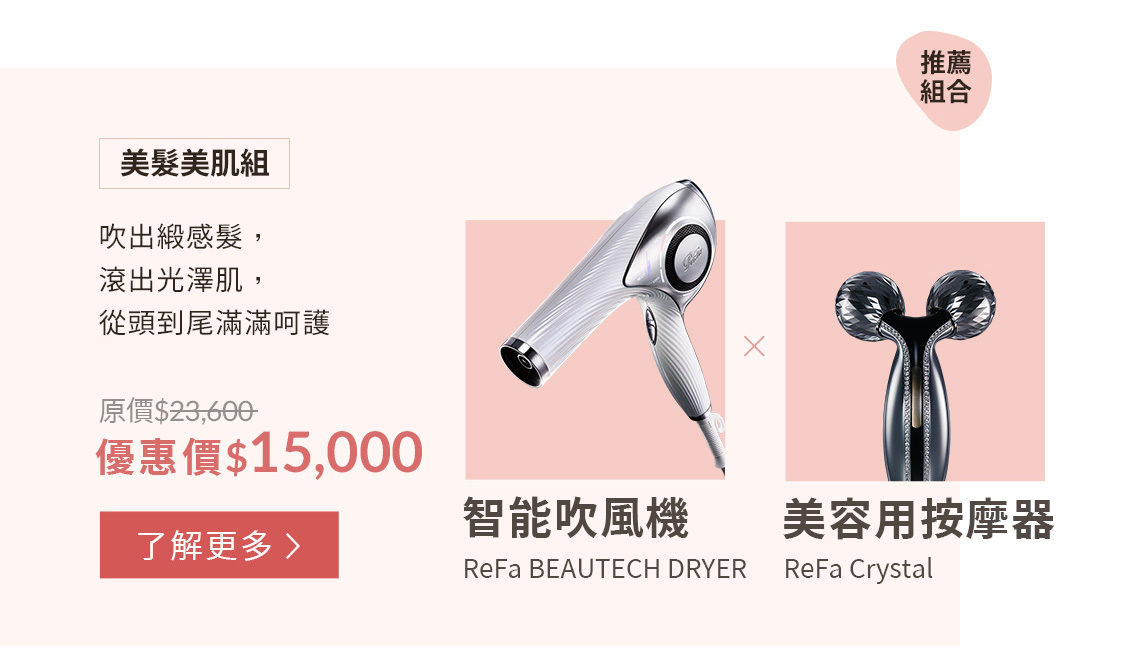 推薦
組合
美髮美肌組
吹出緞感髮，
滾出光澤肌，
從頭到尾滿滿呵護
原價$23,600
優惠價$15,000
了解更多 >
ReFa
智能吹風機
ReFa BEAUTECH DRYER
×
美容用按摩器
ReFa Crystal